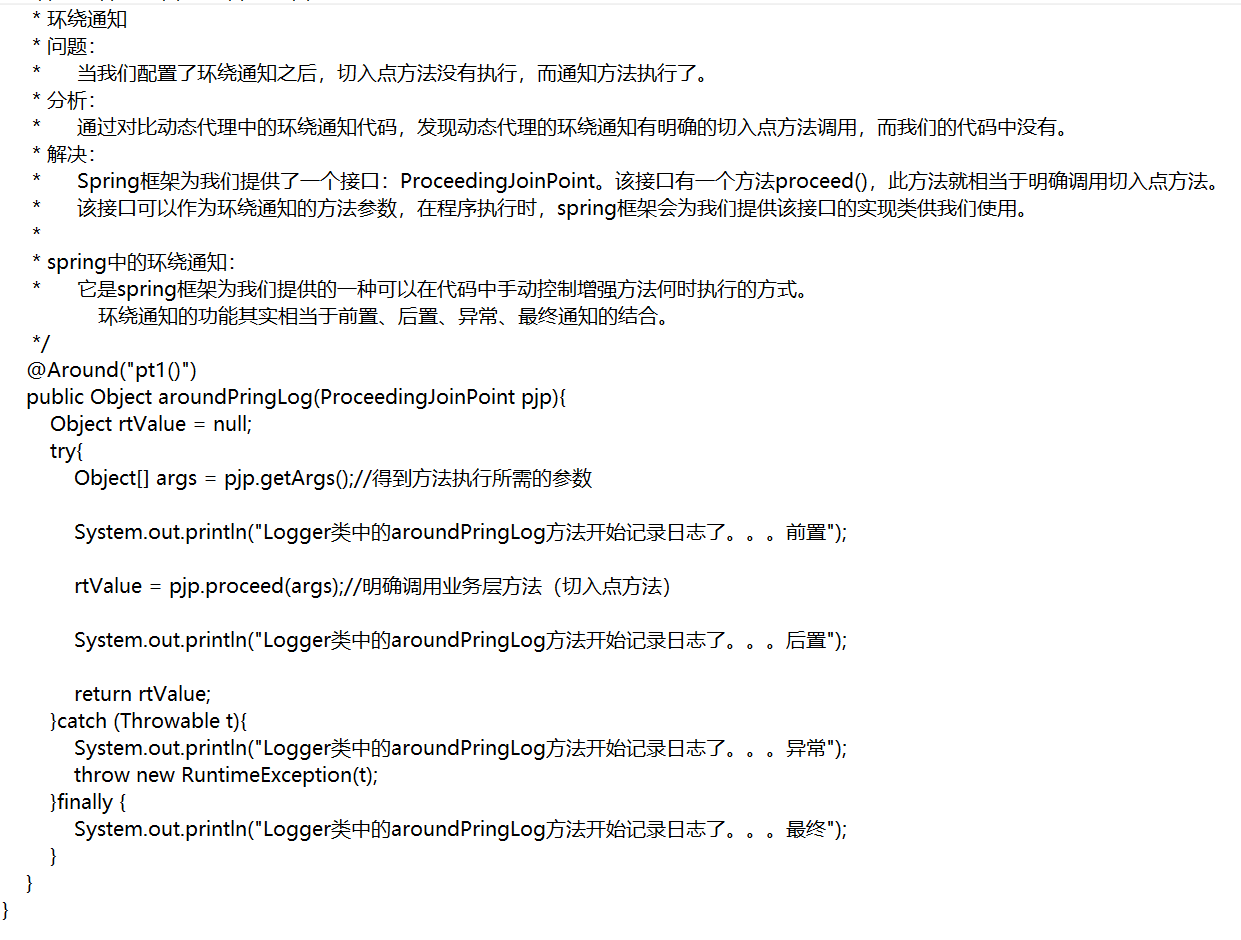 * 环绕通知
* 问题：
*      当我们配置了环绕通知之后，切入点方法没有执行，而通知方法执行了。
* 分析：
*      通过对比动态代理中的环绕通知代码，发现动态代理的环绕通知有明确的切入点方法调用，而我们的代码中没有。
* 解决：
*      Spring框架为我们提供了一个接口：ProceedingJoinPoint。该接口有一个方法proceed()，此方法就相当于明确调用切入点方法。
*      该接口可以作为环绕通知的方法参数，在程序执行时，spring框架会为我们提供该接口的实现类供我们使用。
*
* spring中的环绕通知：
*      它是spring框架为我们提供的一种可以在代码中手动控制增强方法何时执行的方式。
环绕通知的功能其实相当于前置、后置、异常、最终通知的结合。
*/
@Around("pt1()")
public Object aroundPringLog(ProceedingJoinPoint pjp){
Object rtValue = null;
try{
Object[] args = pjp.getArgs();//得到方法执行所需的参数
System.out.println("Logger类中的aroundPringLog方法开始记录日志了。。。前置");
rtValue = pjp.proceed(args);//明确调用业务层方法（切入点方法）
System.out.println("Logger类中的aroundPringLog方法开始记录日志了。。。后置");
return rtValue;
}catch (Throwable t){
System.out.println("Logger类中的aroundPringLog方法开始记录日志了。。。异常");
throw new RuntimeException(t);
}finally {
System.out.println("Logger类中的aroundPringLog方法开始记录日志了。。。最终");
}
}
}